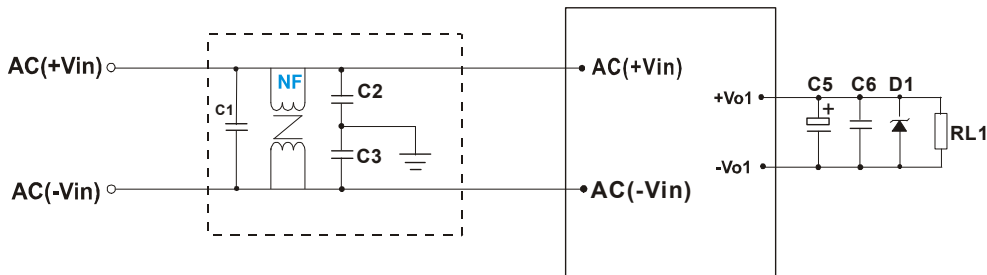 AC(+Vin)
NF
C1
C2
C3
AC(-Vin)
AC(+Vin)
AC(-Vin)
+Vo1
-Vo1
C5
C6
D1
+
RL1